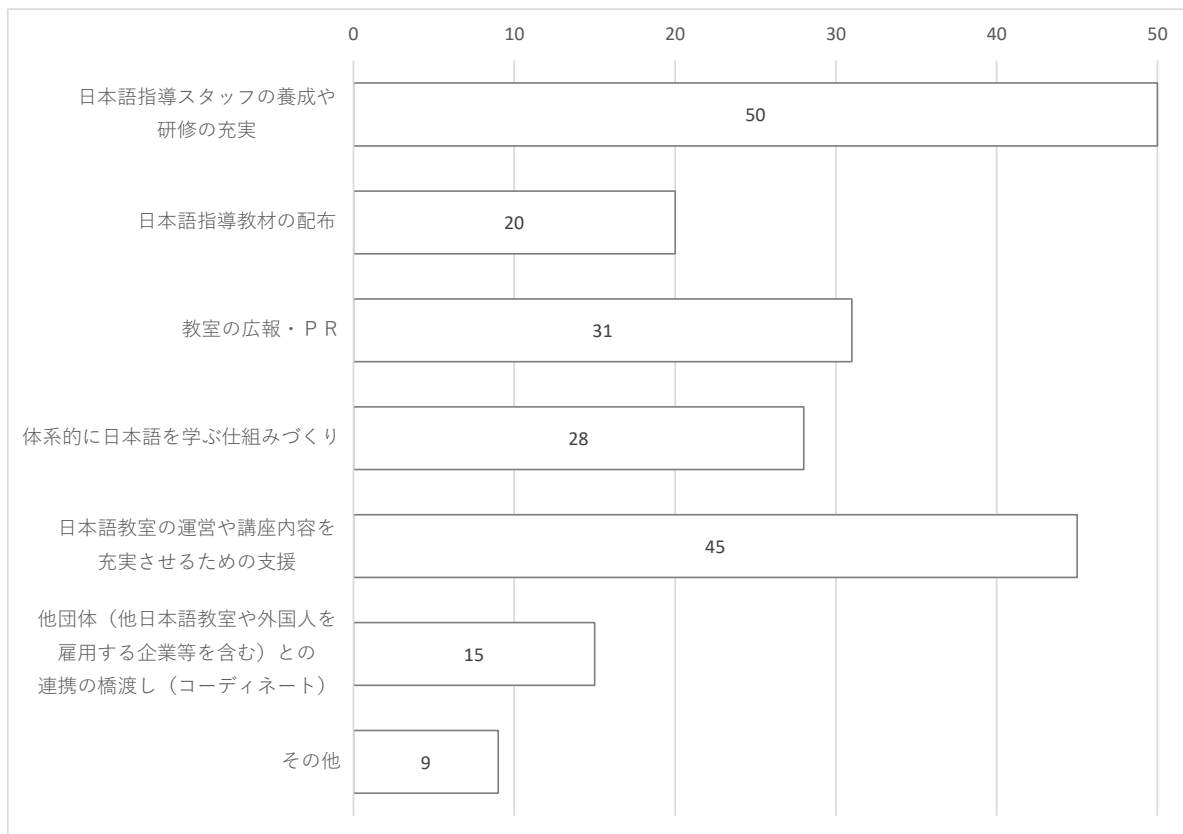 0 10 20 30 40 50
日本語指導スタッフの養成や
研修の充実
50
日本語指導教材の配布
20
教室の広報・ＰＲ
31
体系的に日本語を学ぶ仕組みづくり
28
日本語教室の運営や講座内容を
充実させるための支援
45
他団体（他日本語教室や外国人を
雇用する企業等を含む）との
連携の橋渡し（コーディネート）
15
その他
9